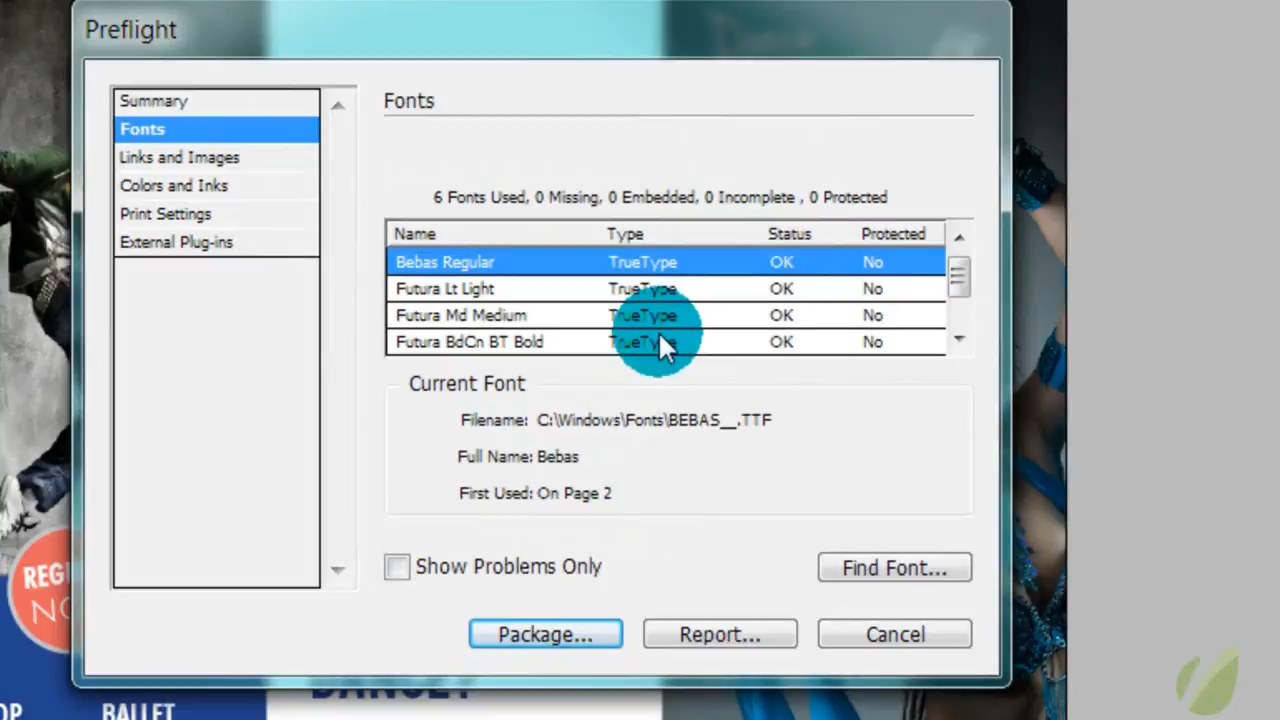 Preflight
Summary
Fonts
Links and Images
Colors and Inks
Print Settings
External Plug-ins
Fonts
6 Fonts Used, 0 Missing, 0 Embedded, 0 Incomplete , 0 Protected
Name Type Status Protected
Bebas Regular TrueType OK No
Futura Lt Light TrueType OK No
Futura Md Medium TrueType OK No
Futura BdCn BT Bold TrueType OK No
Current Font
Filename: C:\Windows\Fonts\BEBAS__.TTF
Full Name: Bebas
First Used: On Page 2
Show Problems Only
Find Font...
Package... Report... Cancel
BALLET